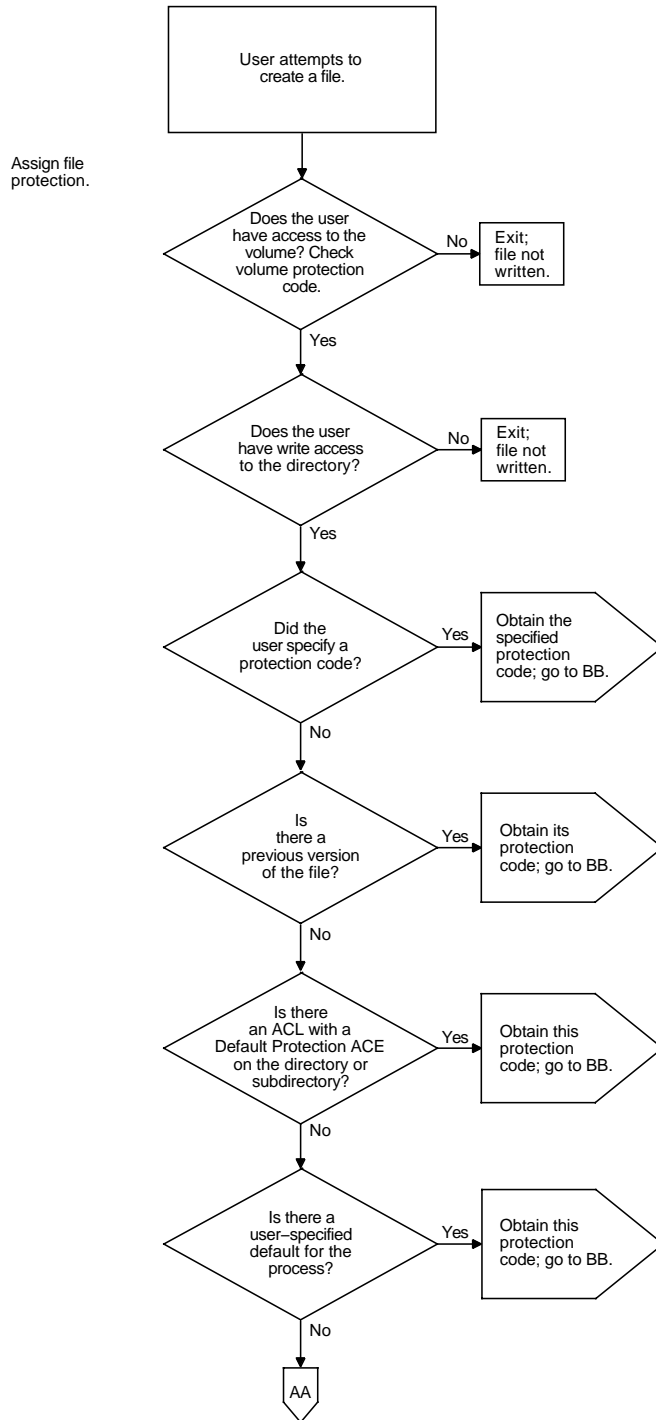 User attempts to
create a file.
Assign file
protection.
Does the user
have access to the
volume? Check
volume protection
code.
No
Exit;
file not
written.
Yes
Does the user
have write access
to the directory?
No
Exit;
file not
written.
Yes
Did the
user specify a
protection code?
Yes
Obtain the
specified
protection
code; go to BB.
No
Is
there a
previous version
of the file?
Yes
Obtain its
protection
code; go to BB.
No
Is there
an ACL with a
Default Protection ACE
on the directory or
subdirectory?
Yes
Obtain this
protection
code; go to BB.
No
Is there a
user–specified
default for the
process?
Yes
Obtain this
protection
code; go to BB.
No
AA